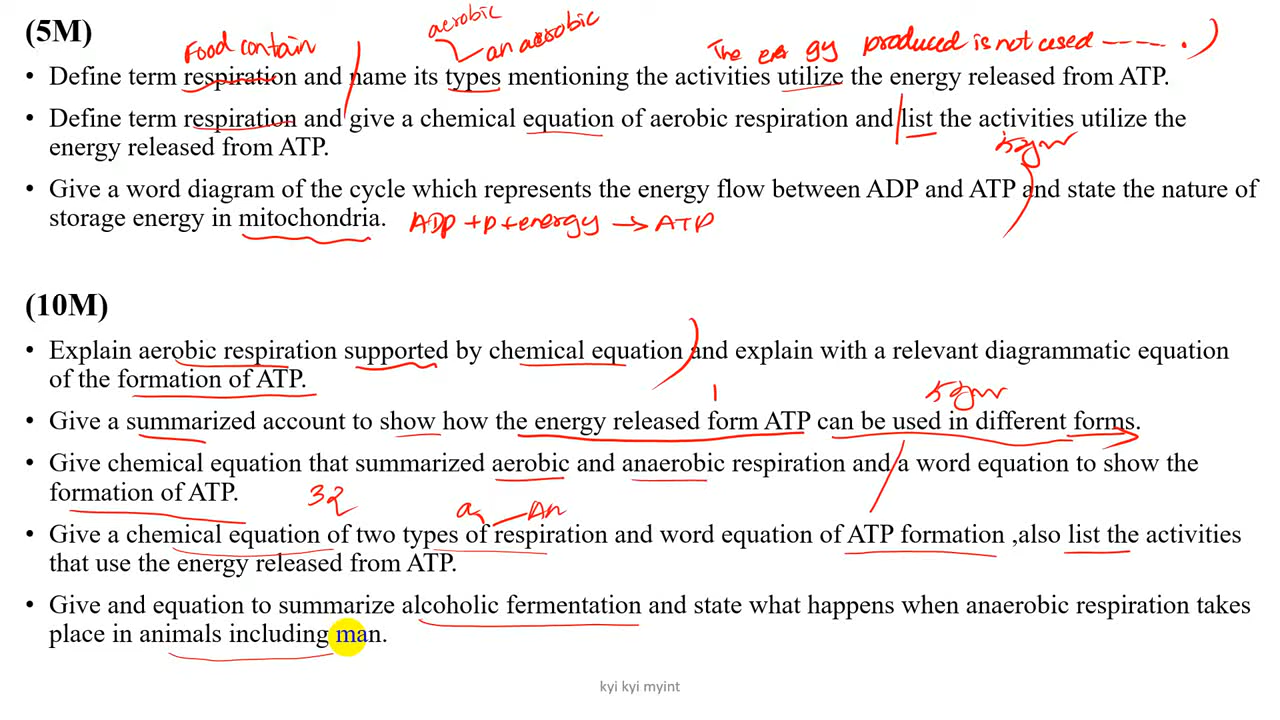 (5M)
aerobic
an aerobic
Food contain
The energy produced is not used ------ . )
• Define term respiration and name its types mentioning the activities utilize the energy released from ATP.
• Define term respiration and give a chemical equation of aerobic respiration and list the activities utilize the
energy released from ATP.
• Give a word diagram of the cycle which represents the energy flow between ADP and ATP and state the nature of
storage energy in mitochondria.
ADP + P + energy → ATP
(10M)
• Explain aerobic respiration supported by chemical equation and explain with a relevant diagrammatic equation
of the formation of ATP.
• Give a summarized account to show how the energy released form ATP can be used in different forms.
• Give chemical equation that summarized aerobic and anaerobic respiration and a word equation to show the
formation of ATP.
• Give a chemical equation of two types of respiration and word equation of ATP formation ,also list the activities
that use the energy released from ATP.
• Give and equation to summarize alcoholic fermentation and state what happens when anaerobic respiration takes
place in animals including man.
kyi kyi myint